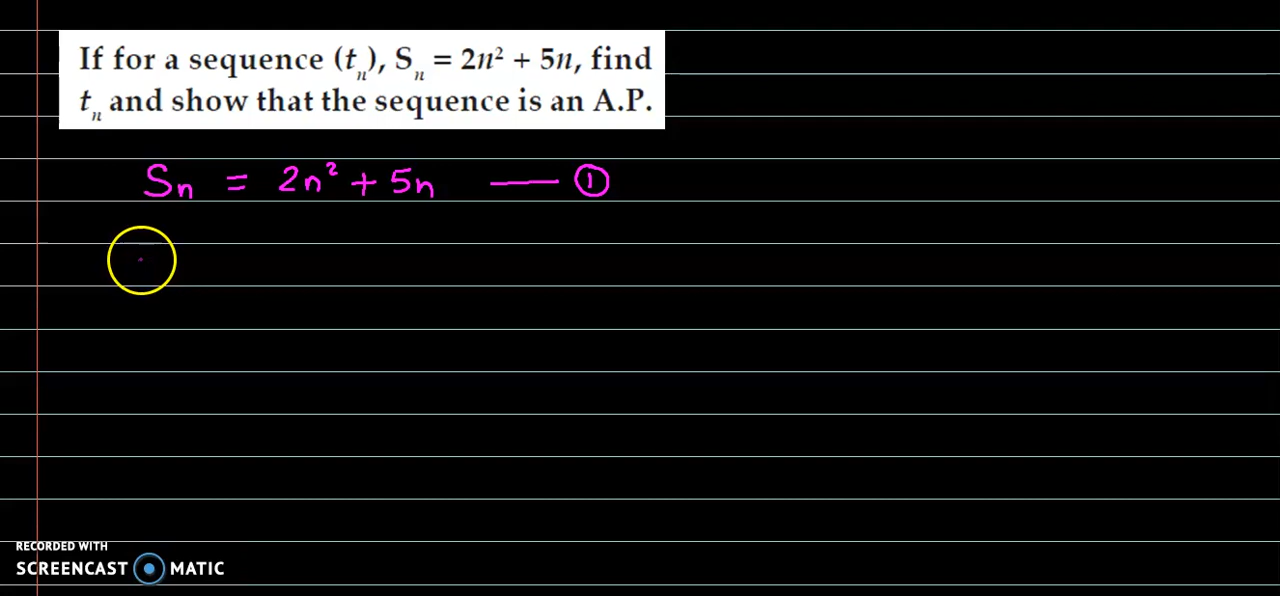 If for a sequence (tₙ), Sₙ = 2n² + 5n, find
tₙ and show that the sequence is an A.P.
Sn = 2n² + 5n —— ①
RECORDED WITH
SCREENCAST MATIC